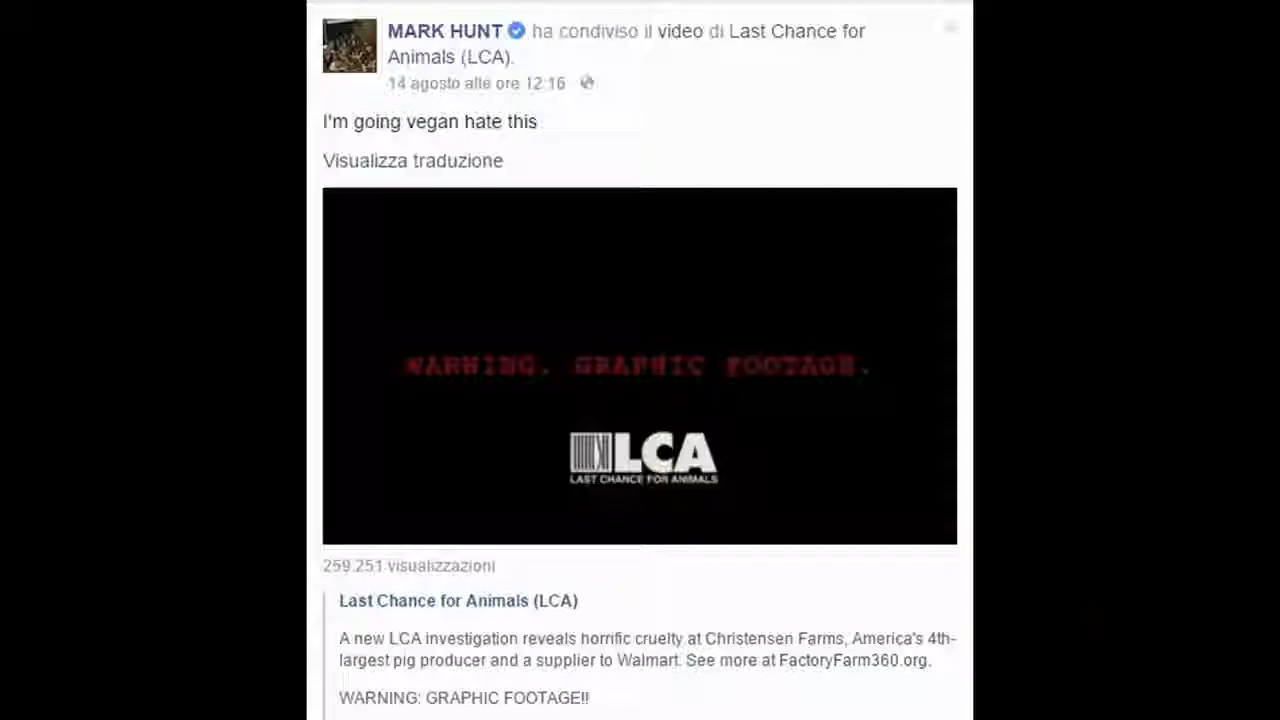 MARK HUNT ha condiviso il video di Last Chance for
Animals (LCA).
14 agosto alle ore 12:16
I'm going vegan hate this
Visualizza traduzione
WARNING. GRAPHIC FOOTAGE.
LCA
LAST CHANCE FOR ANIMALS
259.251 visualizzazioni
Last Chance for Animals (LCA)
A new LCA investigation reveals horrific cruelty at Christensen Farms, America's 4th-
largest pig producer and a supplier to Walmart. See more at FactoryFarm360.org.
WARNING: GRAPHIC FOOTAGE!!